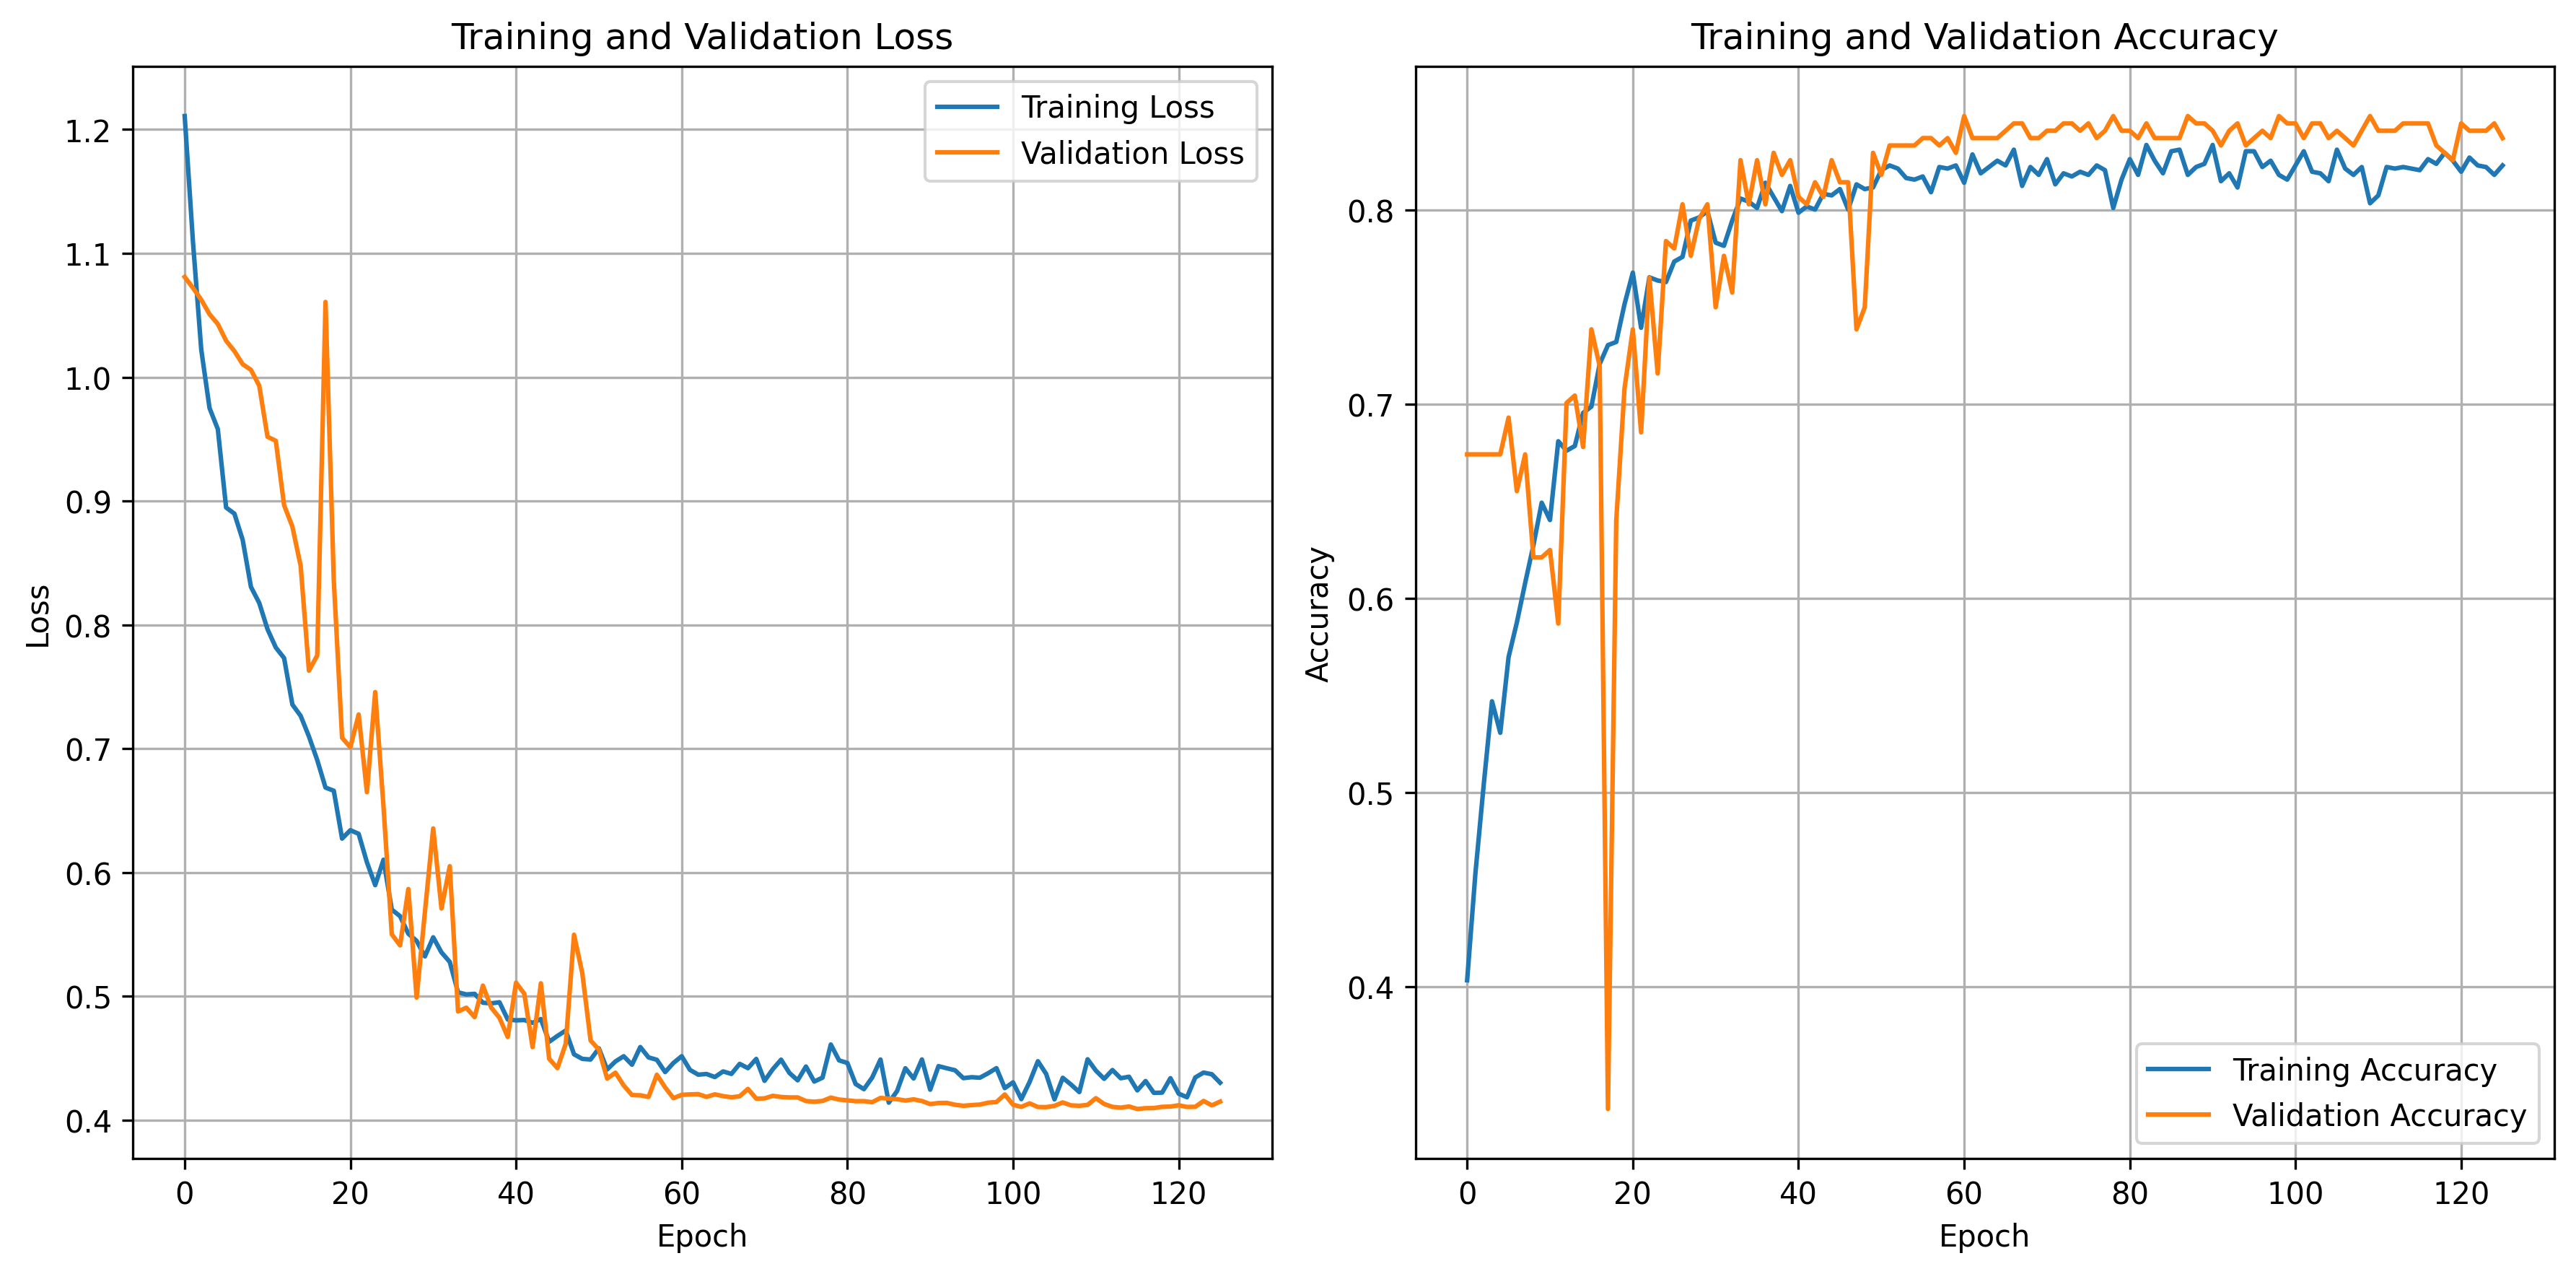 Training and Validation Loss
Training Loss
Validation Loss
1.2
1.1
1.0
0.9
0.8
0.7
0.6
0.5
0.4
Loss
0 20 40 60 80 100 120
Epoch
Training and Validation Accuracy
0.8
0.7
0.6
0.5
0.4
Accuracy
Training Accuracy
Validation Accuracy
0 20 40 60 80 100 120
Epoch